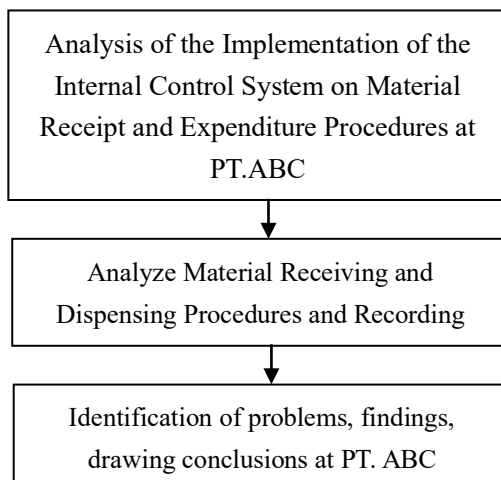 Analysis of the Implementation of the
Internal Control System on Material
Receipt and Expenditure Procedures at
PT.ABC
Analyze Material Receiving and
Dispensing Procedures and Recording
Identification of problems, findings,
drawing conclusions at PT. ABC